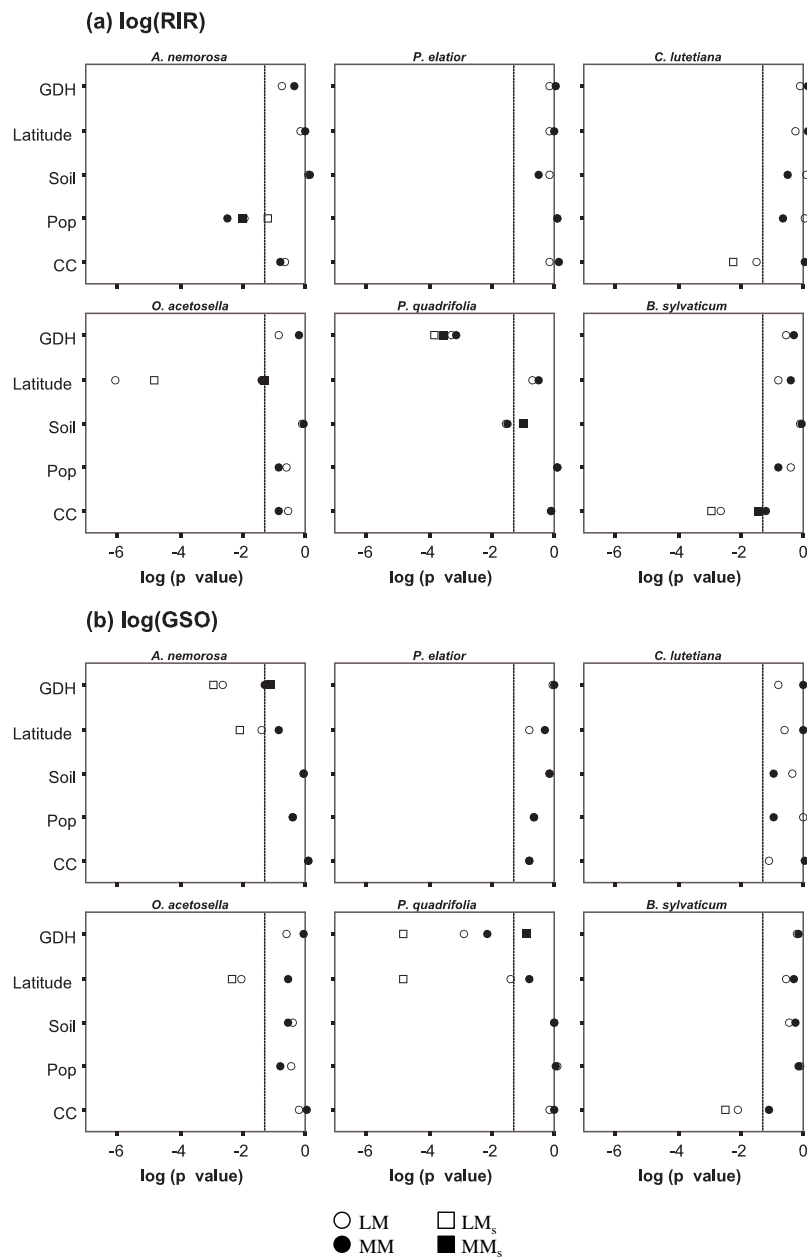 (a) log(RIR)
A. nemorosa P. elatior C. lutetiana
GDH
Latitude
Soil
Pop
CC
O. acetosella P. quadrifolia B. sylvaticum
GDH
Latitude
Soil
Pop
CC
-6 -4 -2 0 -6 -4 -2 0 -6 -4 -2 0
log (p value) log (p value) log (p value)
(b) log(GSO)
A. nemorosa P. elatior C. lutetiana
GDH
Latitude
Soil
Pop
CC
O. acetosella P. quadrifolia B. sylvaticum
GDH
Latitude
Soil
Pop
CC
-6 -4 -2 0 -6 -4 -2 0 -6 -4 -2 0
log (p value) log (p value) log (p value)
LM LMs
MM MMs